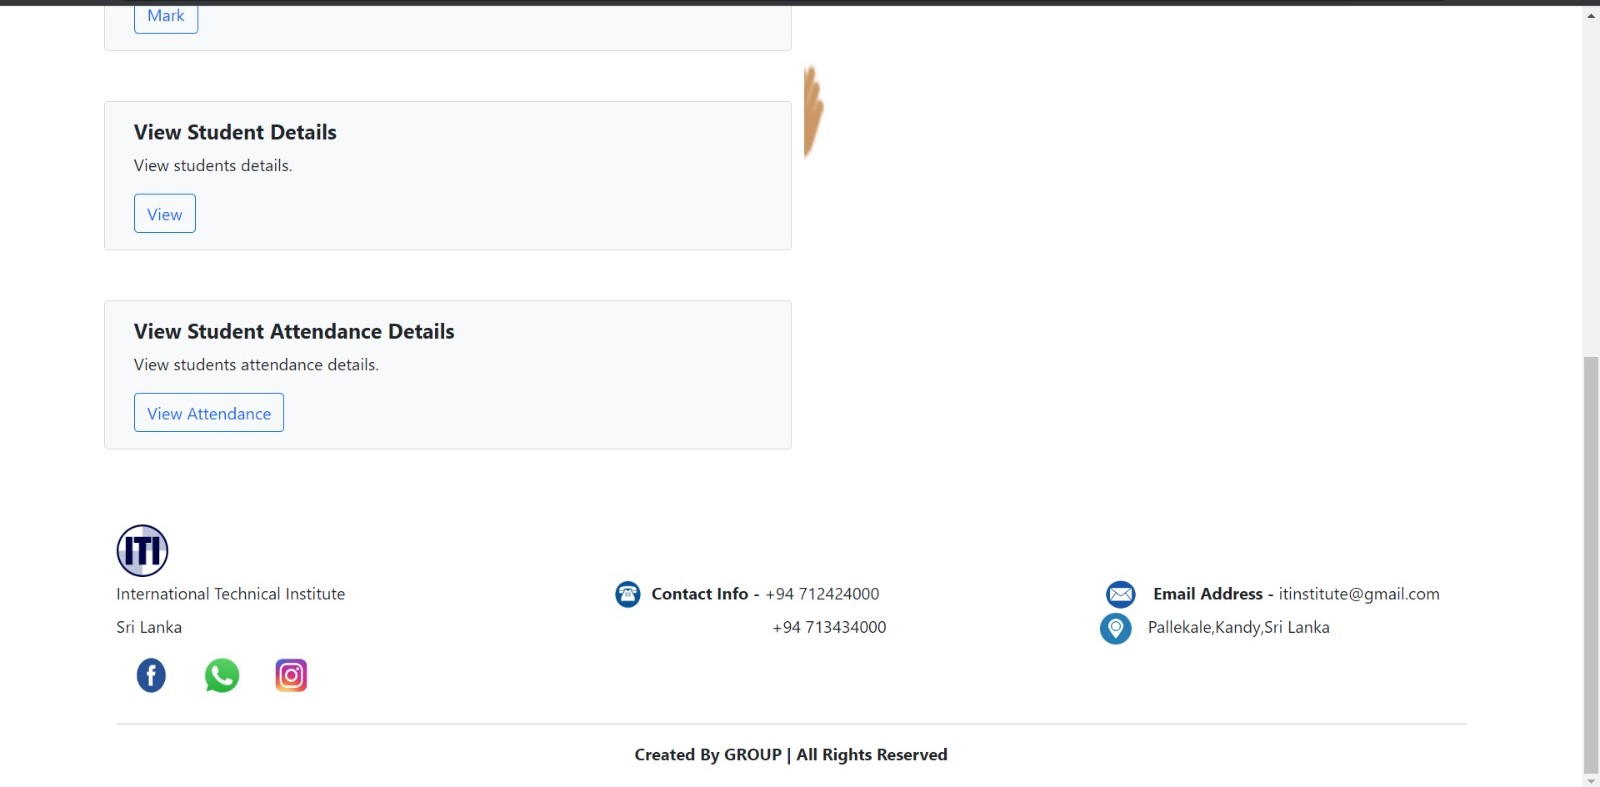 Mark
View Student Details
View students details.
View
View Student Attendance Details
View students attendance details.
View Attendance
ITI
International Technical Institute
Sri Lanka
Contact Info - +94 712424000
+94 713434000
Email Address - itinstitute@gmail.com
Pallekale,Kandy,Sri Lanka
Created By GROUP | All Rights Reserved